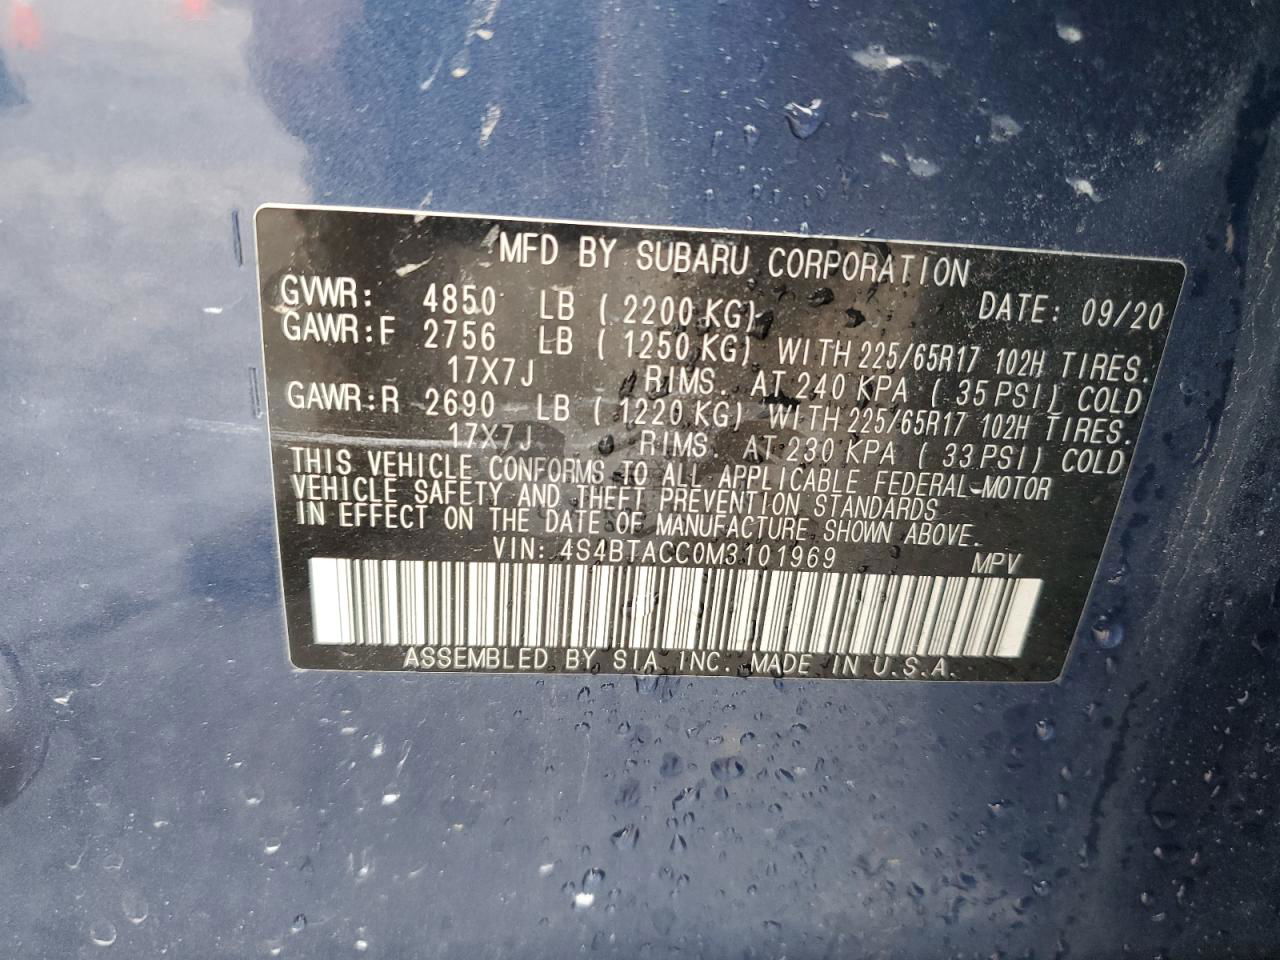 MFD BY SUBARU CORPORATION
GVWR: 4850 LB ( 2200 KG) DATE: 09/20
GAWR:F 2756 LB ( 1250 KG) WITH 225/65R17 102H TIRES.
17X7J RIMS. AT 240 KPA ( 35 PSI) COLD
GAWR:R 2690 LB ( 1220 KG) WITH 225/65R17 102H TIRES.
17X7J RIMS. AT 230 KPA ( 33 PSI) COLD
THIS VEHICLE CONFORMS TO ALL APPLICABLE FEDERAL MOTOR
VEHICLE SAFETY AND THEFT PREVENTION STANDARDS
IN EFFECT ON THE DATE OF MANUFACTURE SHOWN ABOVE.
VIN: 4S4BTACC0M3101969 MPV
ASSEMBLED BY SIA, INC. MADE IN U.S.A.